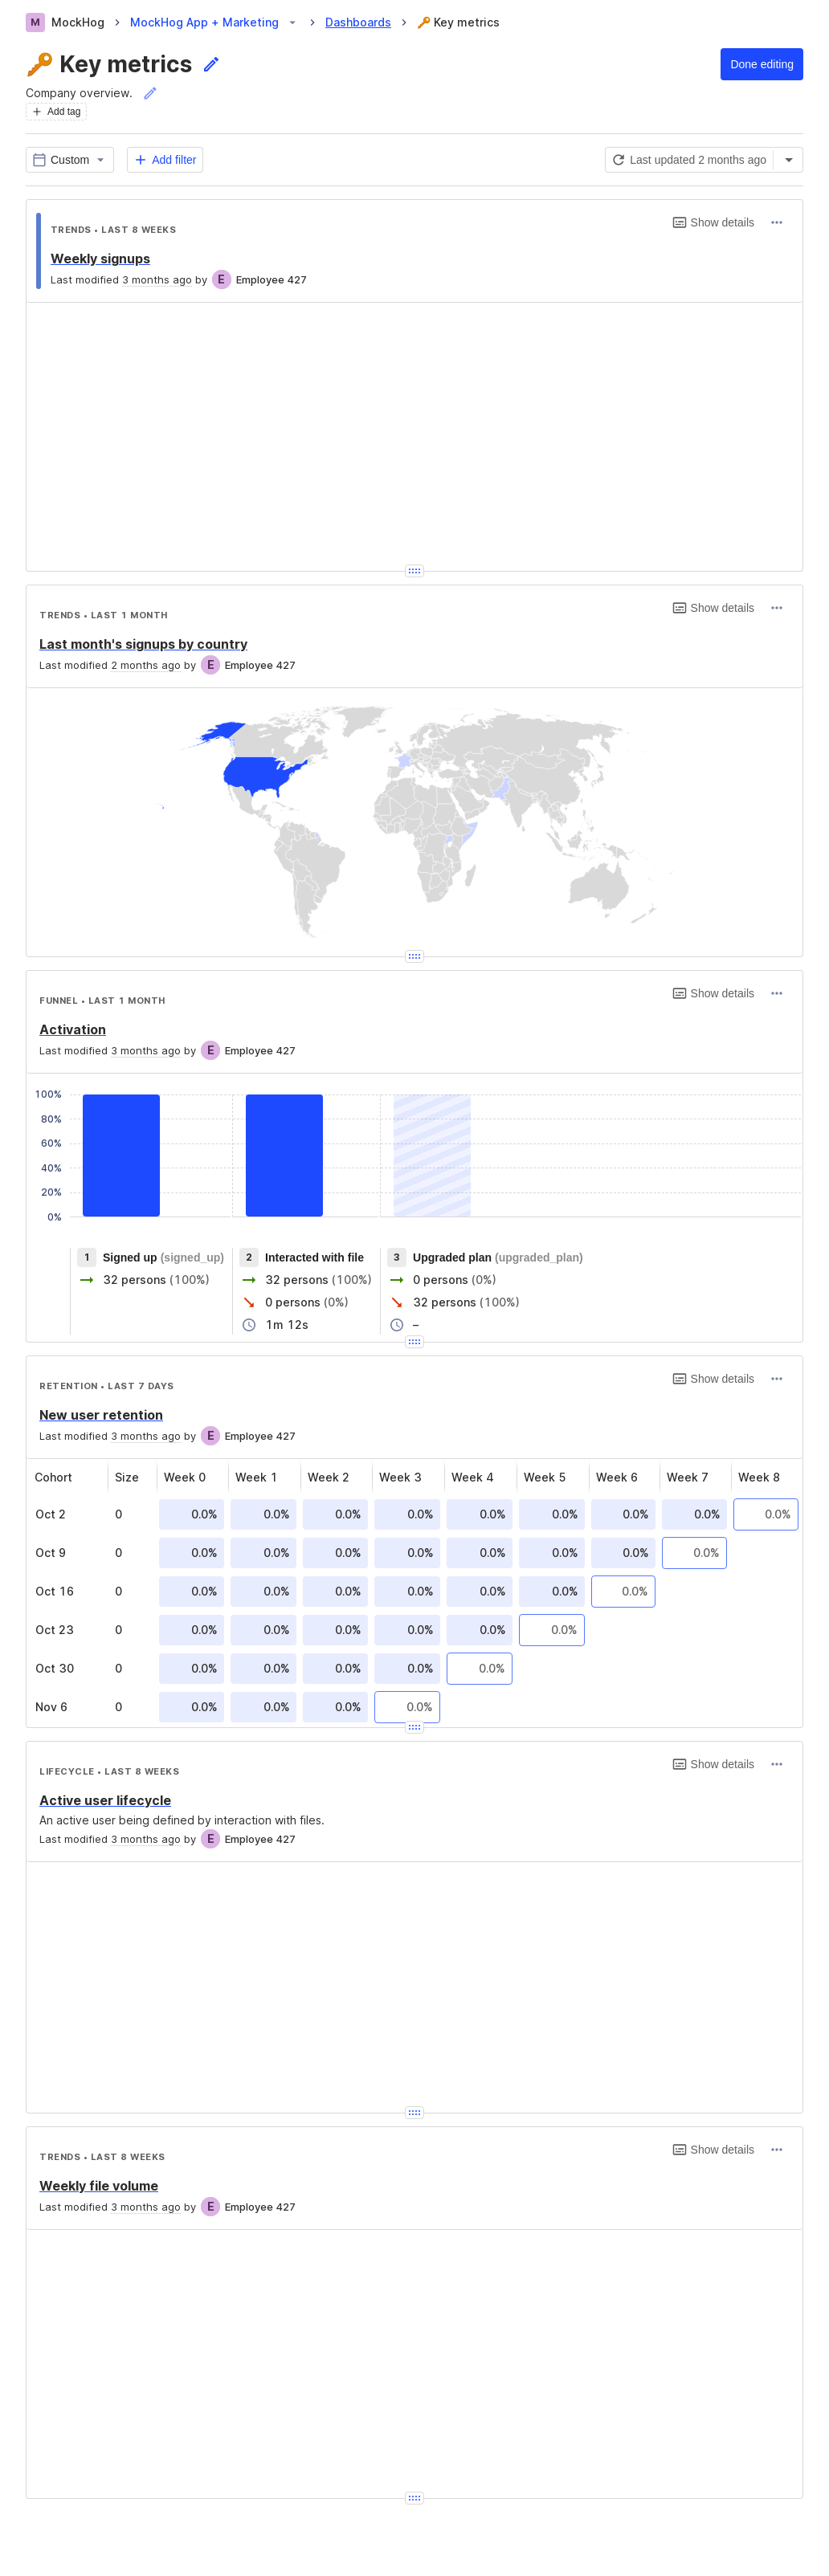 M MockHog > MockHog App + Marketing > Dashboards > 🔑 Key metrics
🔑 Key metrics
Done editing
Company overview.
+ Add tag
Custom
+ Add filter
Last updated 2 months ago
TRENDS • LAST 8 WEEKS
Show details
Weekly signups
Last modified 3 months ago by E Employee 427
TRENDS • LAST 1 MONTH
Show details
Last month's signups by country
Last modified 2 months ago by E Employee 427
FUNNEL • LAST 1 MONTH
Show details
Activation
Last modified 3 months ago by E Employee 427
100%
80%
60%
40%
20%
0%
1 Signed up (signed_up)
32 persons (100%)
2 Interacted with file
32 persons (100%)
0 persons (0%)
1m 12s
3 Upgraded plan (upgraded_plan)
0 persons (0%)
32 persons (100%)
–
RETENTION • LAST 7 DAYS
Show details
New user retention
Last modified 3 months ago by E Employee 427
Cohort Size Week 0 Week 1 Week 2 Week 3 Week 4 Week 5 Week 6 Week 7 Week 8
Oct 2 0 0.0% 0.0% 0.0% 0.0% 0.0% 0.0% 0.0% 0.0% 0.0%
Oct 9 0 0.0% 0.0% 0.0% 0.0% 0.0% 0.0% 0.0% 0.0%
Oct 16 0 0.0% 0.0% 0.0% 0.0% 0.0% 0.0% 0.0%
Oct 23 0 0.0% 0.0% 0.0% 0.0% 0.0% 0.0%
Oct 30 0 0.0% 0.0% 0.0% 0.0% 0.0%
Nov 6 0 0.0% 0.0% 0.0% 0.0%
LIFECYCLE • LAST 8 WEEKS
Show details
Active user lifecycle
An active user being defined by interaction with files.
Last modified 3 months ago by E Employee 427
TRENDS • LAST 8 WEEKS
Show details
Weekly file volume
Last modified 3 months ago by E Employee 427